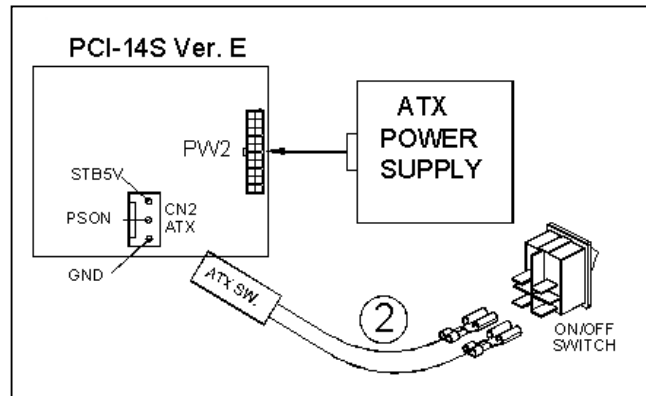 PCI-14S Ver. E
ATX
POWER
SUPPLY
PW2
STB5V
PSON
CN2
ATX
GND
ATX SW.
2
ON/OFF
SWITCH